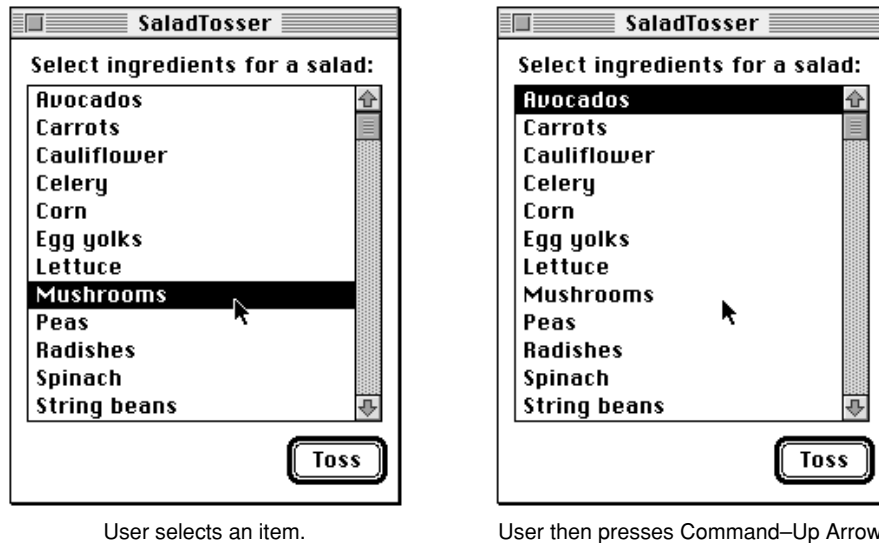 SaladTosser
Select ingredients for a salad:
Avocados
Carrots
Cauliflower
Celery
Corn
Egg yolks
Lettuce
Mushrooms
Peas
Radishes
Spinach
String beans
Toss
User selects an item.
SaladTosser
Select ingredients for a salad:
Avocados
Carrots
Cauliflower
Celery
Corn
Egg yolks
Lettuce
Mushrooms
Peas
Radishes
Spinach
String beans
Toss
User then presses Command–Up Arrow